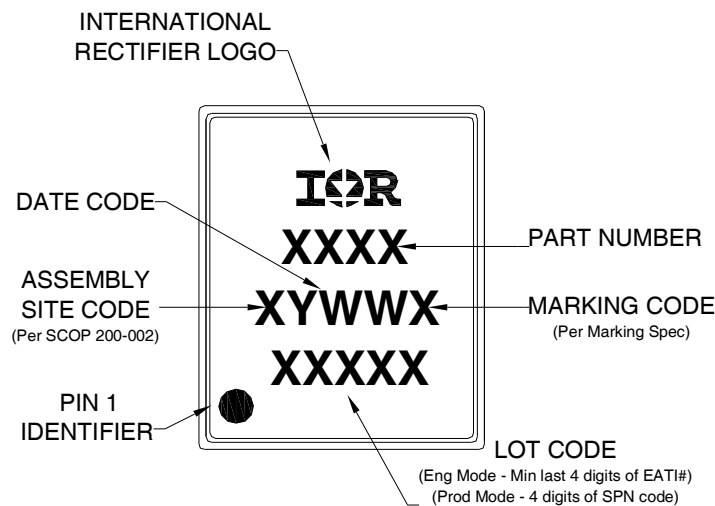 INTERNATIONAL
RECTIFIER LOGO
IOR
DATE CODE
XXXX
PART NUMBER
ASSEMBLY
SITE CODE
(Per SCOP 200-002)
XYWWX
MARKING CODE
(Per Marking Spec)
XXXXX
PIN 1
IDENTIFIER
LOT CODE
(Eng Mode - Min last 4 digits of EATI#)
(Prod Mode - 4 digits of SPN code)